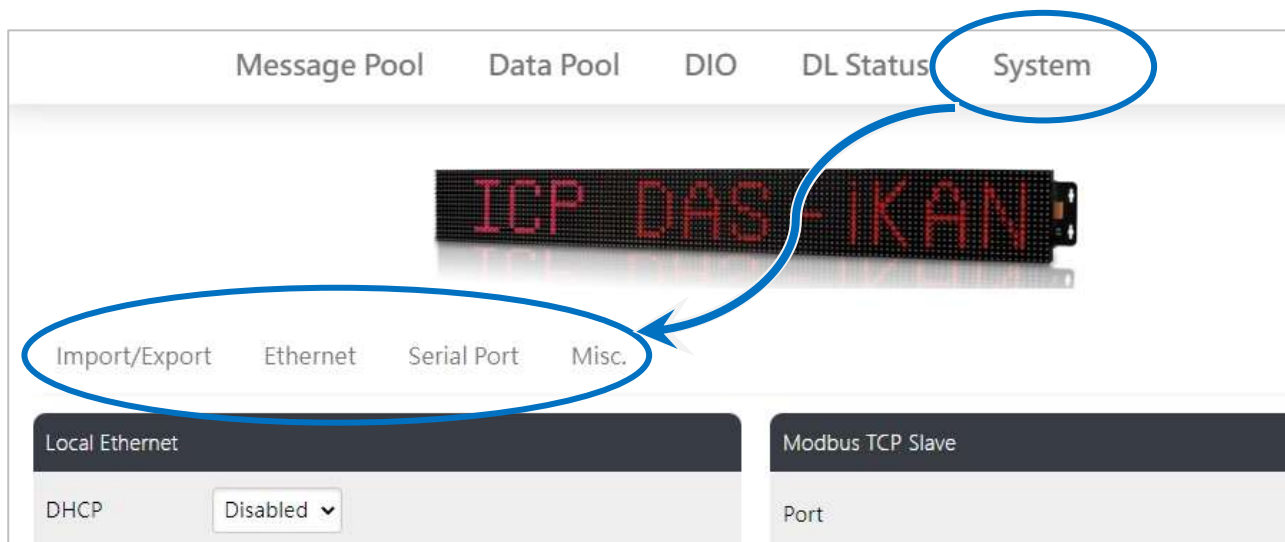 Message Pool Data Pool DIO DL Status System
ICP DAS - iKAN
Import/Export Ethernet Serial Port Misc.
Local Ethernet Modbus TCP Slave
DHCP Disabled Port